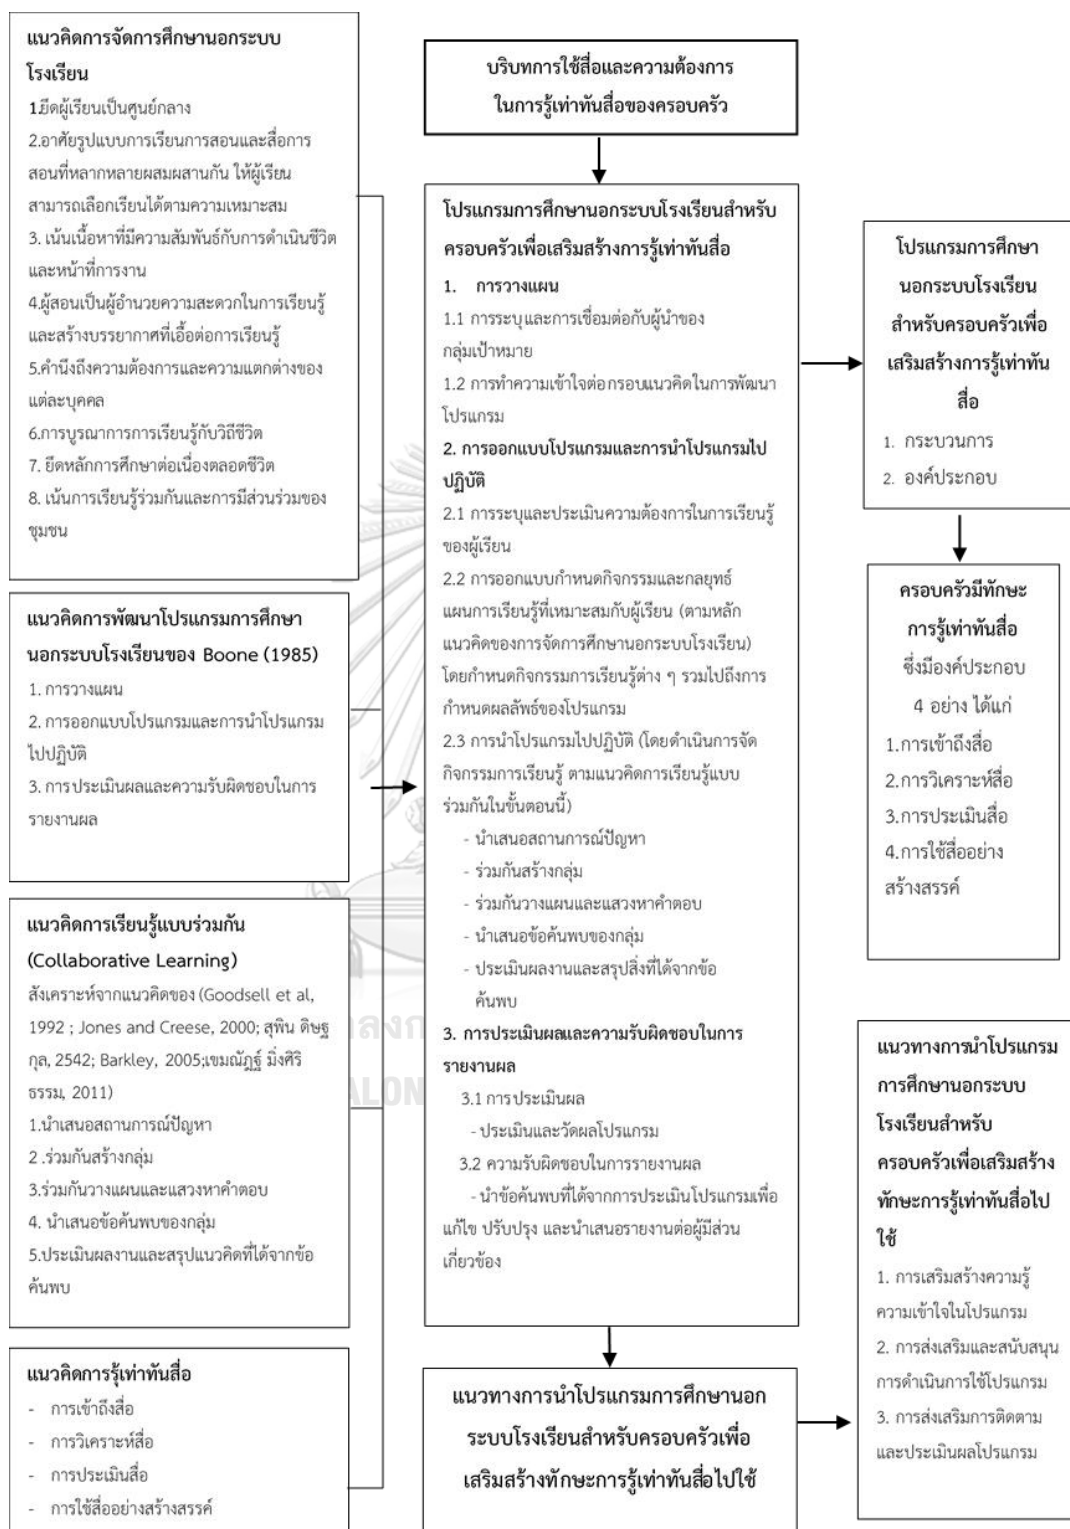 แนวคิดการจัดการศึกษานอกระบบ
โรงเรียน
1.ยึดผู้เรียนเป็นศูนย์กลาง
2.อาศัยรูปแบบการเรียนการสอนและสื่อการ
สอนที่หลากหลายผสมผสานกัน ให้ผู้เรียน
สามารถเลือกเรียนได้ตามความเหมาะสม
3. เน้นเนื้อหาที่มีความสัมพันธ์กับการดำเนินชีวิต
และหน้าที่การงาน
4.ผู้สอนเป็นผู้อำนวยความสะดวกในการเรียนรู้
และสร้างบรรยากาศที่เอื้อต่อการเรียนรู้
5.คำนึงถึงความต้องการและความแตกต่างของ
แต่ละบุคคล
6.การบูรณาการการเรียนรู้กับวิถีชีวิต
7. ยึดหลักการศึกษาต่อเนื่องตลอดชีวิต
8. เน้นการเรียนรู้ร่วมกันและการมีส่วนร่วมของ
ชุมชน
แนวคิดการพัฒนาโปรแกรมการศึกษา
นอกระบบโรงเรียนของ Boone (1985)
1. การวางแผน
2. การออกแบบโปรแกรมและการนำโปรแกรม
ไปปฏิบัติ
3. การประเมินผลและความรับผิดชอบในการ
รายงานผล
แนวคิดการเรียนรู้แบบร่วมกัน
(Collaborative Learning)
สังเคราะห์จากแนวคิดของ (Goodsell et al,
1992 ; Jones and Creese, 2000; สุพิน ดิษฐ
กุล, 2542; Barkley, 2005;เขมณัฏฐ์ มิ่งศิริ
ธรรม, 2011)
1.นำเสนอสถานการณ์ปัญหา
2 .ร่วมกันสร้างกลุ่ม
3.ร่วมกันวางแผนและแสวงหาคำตอบ
4. นำเสนอข้อค้นพบของกลุ่ม
5.ประเมินผลงานและสรุปแนวคิดที่ได้จากข้อ
ค้นพบ
แนวคิดการรู้เท่าทันสื่อ
- การเข้าถึงสื่อ
- การวิเคราะห์สื่อ
- การประเมินสื่อ
- การใช้สื่ออย่างสร้างสรรค์
บริบทการใช้สื่อและความต้องการ
ในการรู้เท่าทันสื่อของครอบครัว
โปรแกรมการศึกษานอกระบบโรงเรียนสำหรับ
ครอบครัวเพื่อเสริมสร้างการรู้เท่าทันสื่อ
1. การวางแผน
1.1 การระบุและการเชื่อมต่อกับผู้นำของ
กลุ่มเป้าหมาย
1.2 การทำความเข้าใจต่อกรอบแนวคิดในการพัฒนา
โปรแกรม
2. การออกแบบโปรแกรมและการนำโปรแกรมไป
ปฏิบัติ
2.1 การระบุและประเมินความต้องการในการเรียนรู้
ของผู้เรียน
2.2 การออกแบบกำหนดกิจกรรมและกลยุทธ์
แผนการเรียนรู้ที่เหมาะสมกับผู้เรียน (ตามหลัก
แนวคิดของการจัดการศึกษานอกระบบโรงเรียน)
โดยกำหนดกิจกรรมการเรียนรู้ต่าง ๆ รวมไปถึงการ
กำหนดผลลัพธ์ของโปรแกรม
2.3 การนำโปรแกรมไปปฏิบัติ (โดยดำเนินการจัด
กิจกรรมการเรียนรู้ ตามแนวคิดการเรียนรู้แบบ
ร่วมกันในขั้นตอนนี้)
- นำเสนอสถานการณ์ปัญหา
- ร่วมกันสร้างกลุ่ม
- ร่วมกันวางแผนและแสวงหาคำตอบ
- นำเสนอข้อค้นพบของกลุ่ม
- ประเมินผลงานและสรุปสิ่งที่ได้จากข้อ
ค้นพบ
3. การประเมินผลและความรับผิดชอบในการ
รายงานผล
3.1 การประเมินผล
- ประเมินและวัดผลโปรแกรม
3.2 ความรับผิดชอบในการรายงานผล
- นำข้อค้นพบที่ได้จากการประเมินโปรแกรมเพื่อ
แก้ไข ปรับปรุง และนำเสนอรายงานต่อผู้มีส่วน
เกี่ยวข้อง
แนวทางการนำโปรแกรมการศึกษานอก
ระบบโรงเรียนสำหรับครอบครัวเพื่อ
เสริมสร้างทักษะการรู้เท่าทันสื่อไปใช้
โปรแกรมการศึกษา
นอกระบบโรงเรียน
สำหรับครอบครัวเพื่อ
เสริมสร้างการรู้เท่าทัน
สื่อ
1. กระบวนการ
2. องค์ประกอบ
ครอบครัวมีทักษะ
การรู้เท่าทันสื่อ
ซึ่งมีองค์ประกอบ
4 อย่าง ได้แก่
1.การเข้าถึงสื่อ
2.การวิเคราะห์สื่อ
3.การประเมินสื่อ
4.การใช้สื่ออย่าง
สร้างสรรค์
แนวทางการนำโปรแกรม
การศึกษานอกระบบ
โรงเรียนสำหรับ
ครอบครัวเพื่อเสริมสร้าง
ทักษะการรู้เท่าทันสื่อไป
ใช้
1. การเสริมสร้างความรู้
ความเข้าใจในโปรแกรม
2. การส่งเสริมและสนับสนุน
การดำเนินการใช้โปรแกรม
3. การส่งเสริมการติดตาม
และประเมินผลโปรแกรม